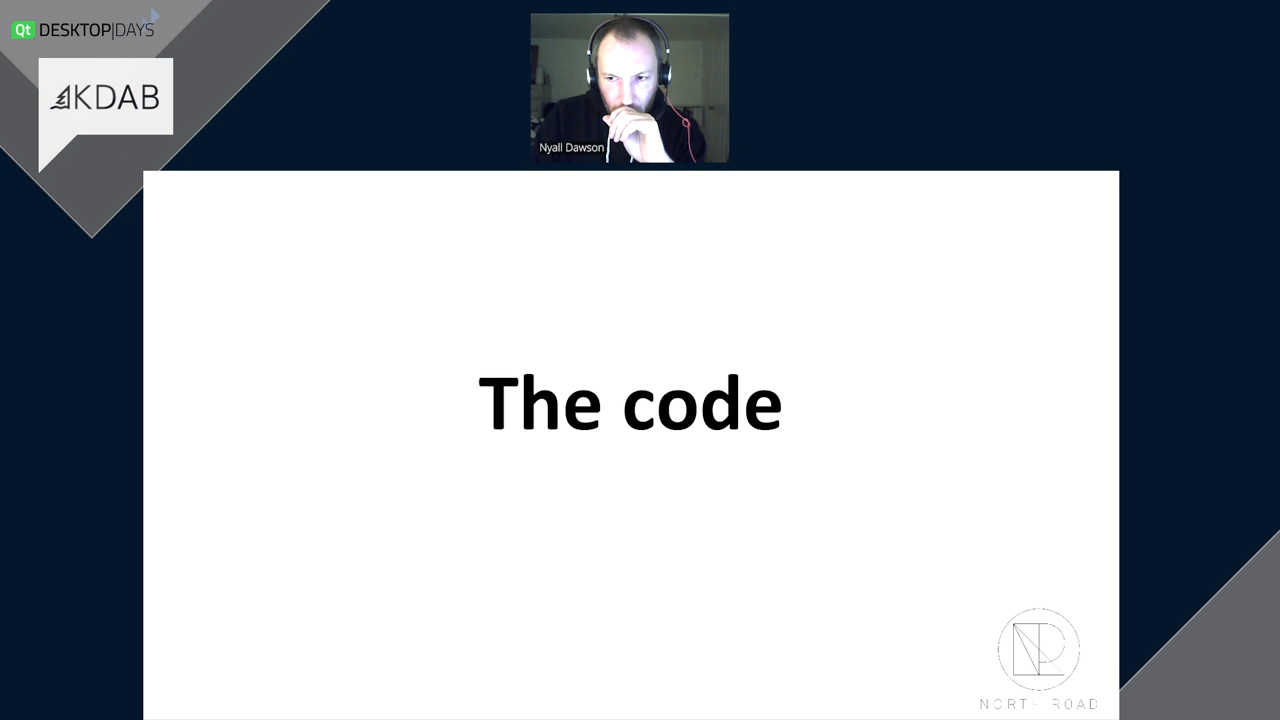 Qt DESKTOP|DAYS
KDAB
Nyall Dawson
The code
NORTH ROAD